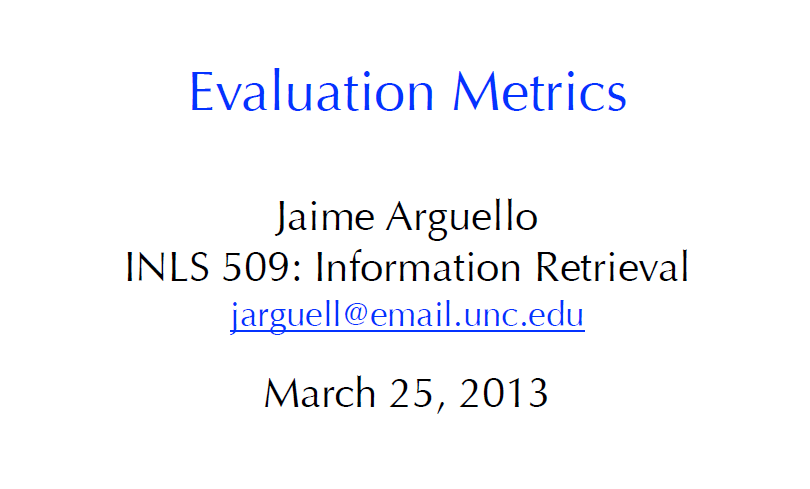 Evaluation Metrics
Jaime Arguello
INLS 509: Information Retrieval
jarguell@email.unc.edu
March 25, 2013